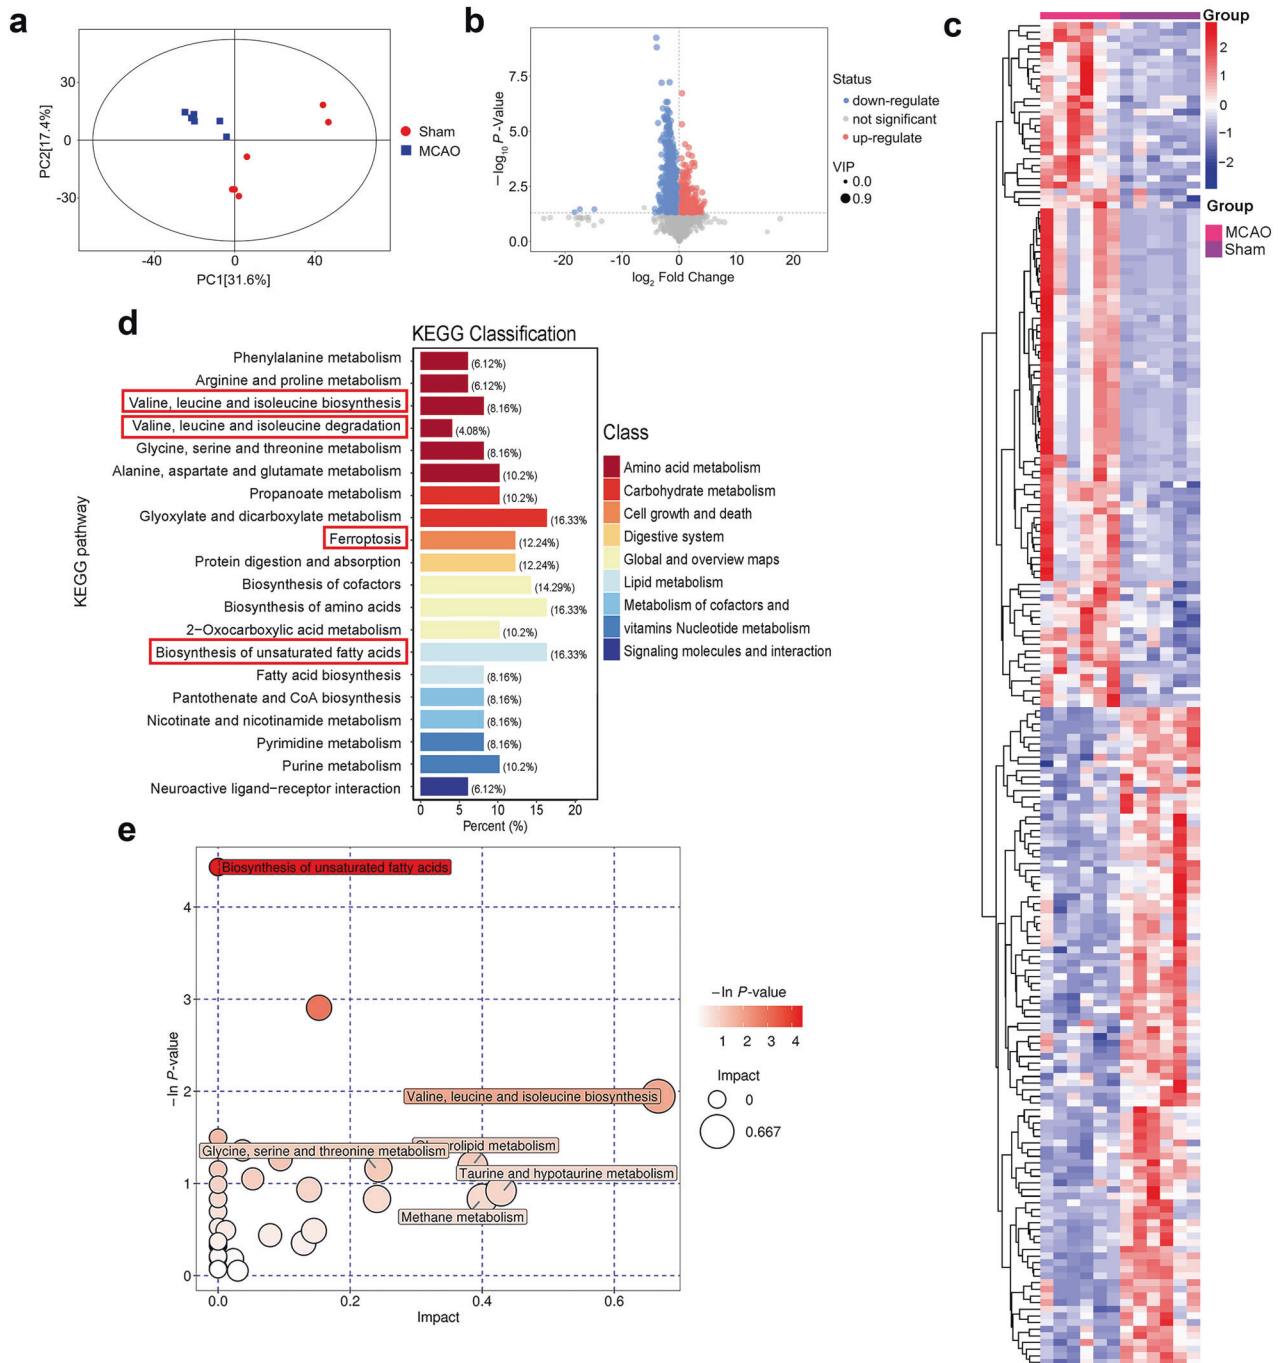 a
PC2[17.4%]
30
0
-30
-40
0
40
PC1[31.6%]
Sham
MCAO
b
−log10 P -Value
7.5
5.0
2.5
0.0
-20
-10
0
10
20
log2 Fold Change
Status
down-regulate
not significant
up-regulate
VIP
0.0
0.9
c
Group
2
1
0
−1
−2
Group
MCAO
Sham
d
KEGG Classification
KEGG pathway
Phenylalanine metabolism
(6.12%)
Arginine and proline metabolism
(6.12%)
Valine, leucine and isoleucine biosynthesis
(8.16%)
Valine, leucine and isoleucine degradation
(4.08%)
Glycine, serine and threonine metabolism
(8.16%)
Alanine, aspartate and glutamate metabolism
(10.2%)
Propanoate metabolism
(10.2%)
Glyoxylate and dicarboxylate metabolism
(16.33%
Ferroptosis
(12.24%)
Protein digestion and absorption
(12.24%)
Biosynthesis of cofactors
(14.29%)
Biosynthesis of amino acids
(16.33%
2−Oxocarboxylic acid metabolism
(10.2%)
Biosynthesis of unsaturated fatty acids
(16.33%
Fatty acid biosynthesis
(8.16%)
Pantothenate and CoA biosynthesis
(8.16%)
Nicotinate and nicotinamide metabolism
(8.16%)
Pyrimidine metabolism
(8.16%)
Purine metabolism
(10.2%)
Neuroactive ligand−receptor interaction
(6.12%)
0
5
10
15
20
Percent (%)
Class
Amino acid metabolism
Carbohydrate metabolism
Cell growth and death
Digestive system
Global and overview maps
Lipid metabolism
Metabolism of cofactors and
vitamins Nucleotide metabolism
Signaling molecules and interaction
e
−ln P-value
4
3
2
1
0
Biosynthesis of unsaturated fatty acids
Valine, leucine and isoleucine biosynthesis
metabolism
Glycine, serine and threonine metabolism
Taurine and hypotaurine metabolism
Methane metabolism
0.0
0.2
0.4
0.6
Impact
−ln P-value
1
2
3
4
Impact
0
0.667